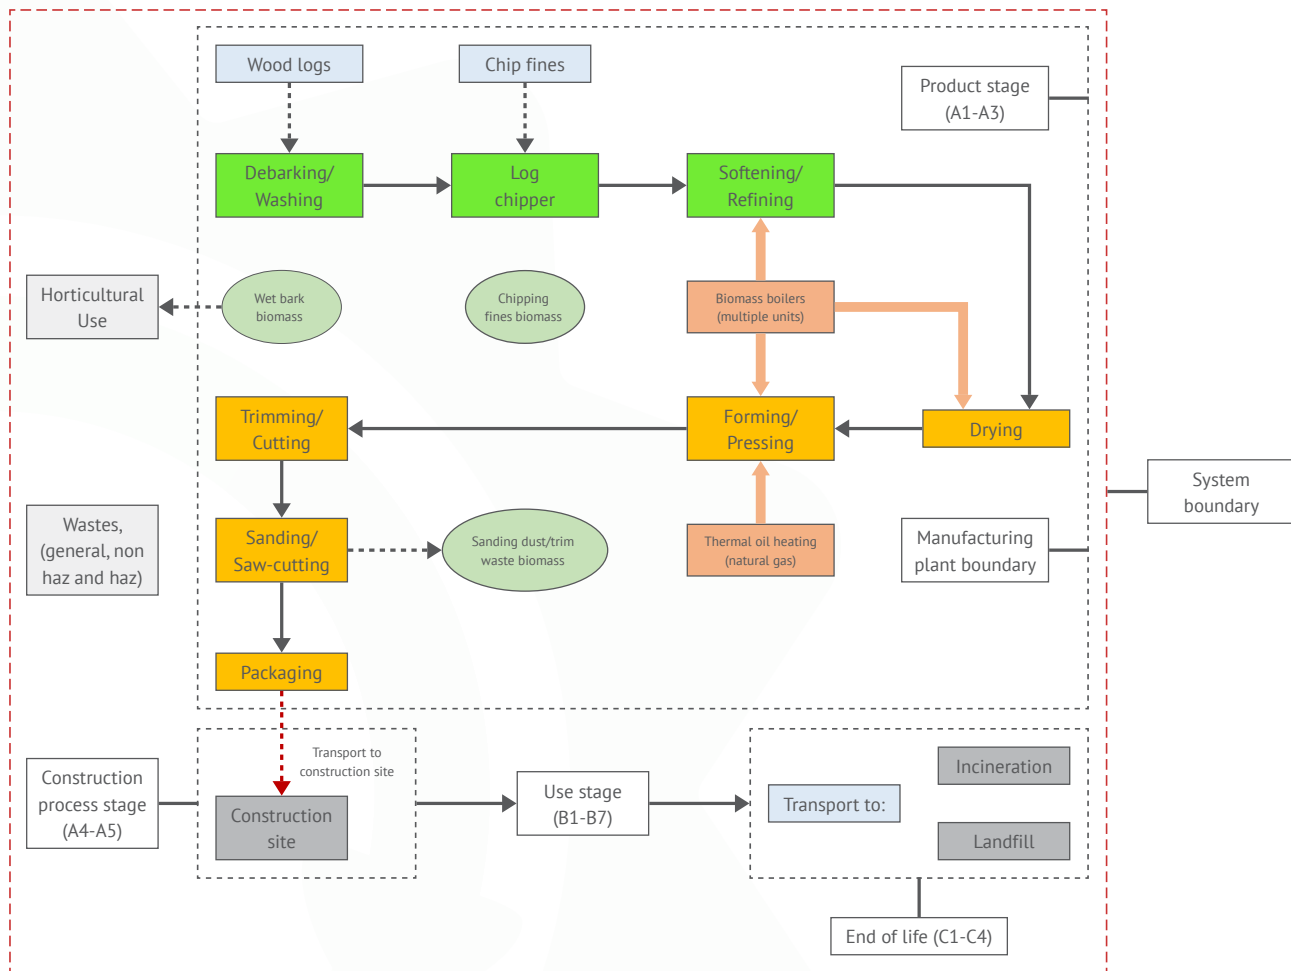 Wood logs
Chip fines
Product stage
(A1-A3)
Debarking/
Washing
Log
chipper
Softening/
Refining
Horticultural
Use
Wet bark
biomass
Chipping
fines biomass
Biomass boilers
(multiple units)
Trimming/
Cutting
Forming/
Pressing
Drying
System
boundary
Wastes,
(general, non
haz and haz)
Sanding/
Saw-cutting
Sanding dust/trim
waste biomass
Thermal oil heating
(natural gas)
Manufacturing
plant boundary
Packaging
Transport to
construction site
Construction
process stage
(A4-A5)
Construction
site
Use stage
(B1-B7)
Transport to:
Incineration
Landfill
End of life (C1-C4)